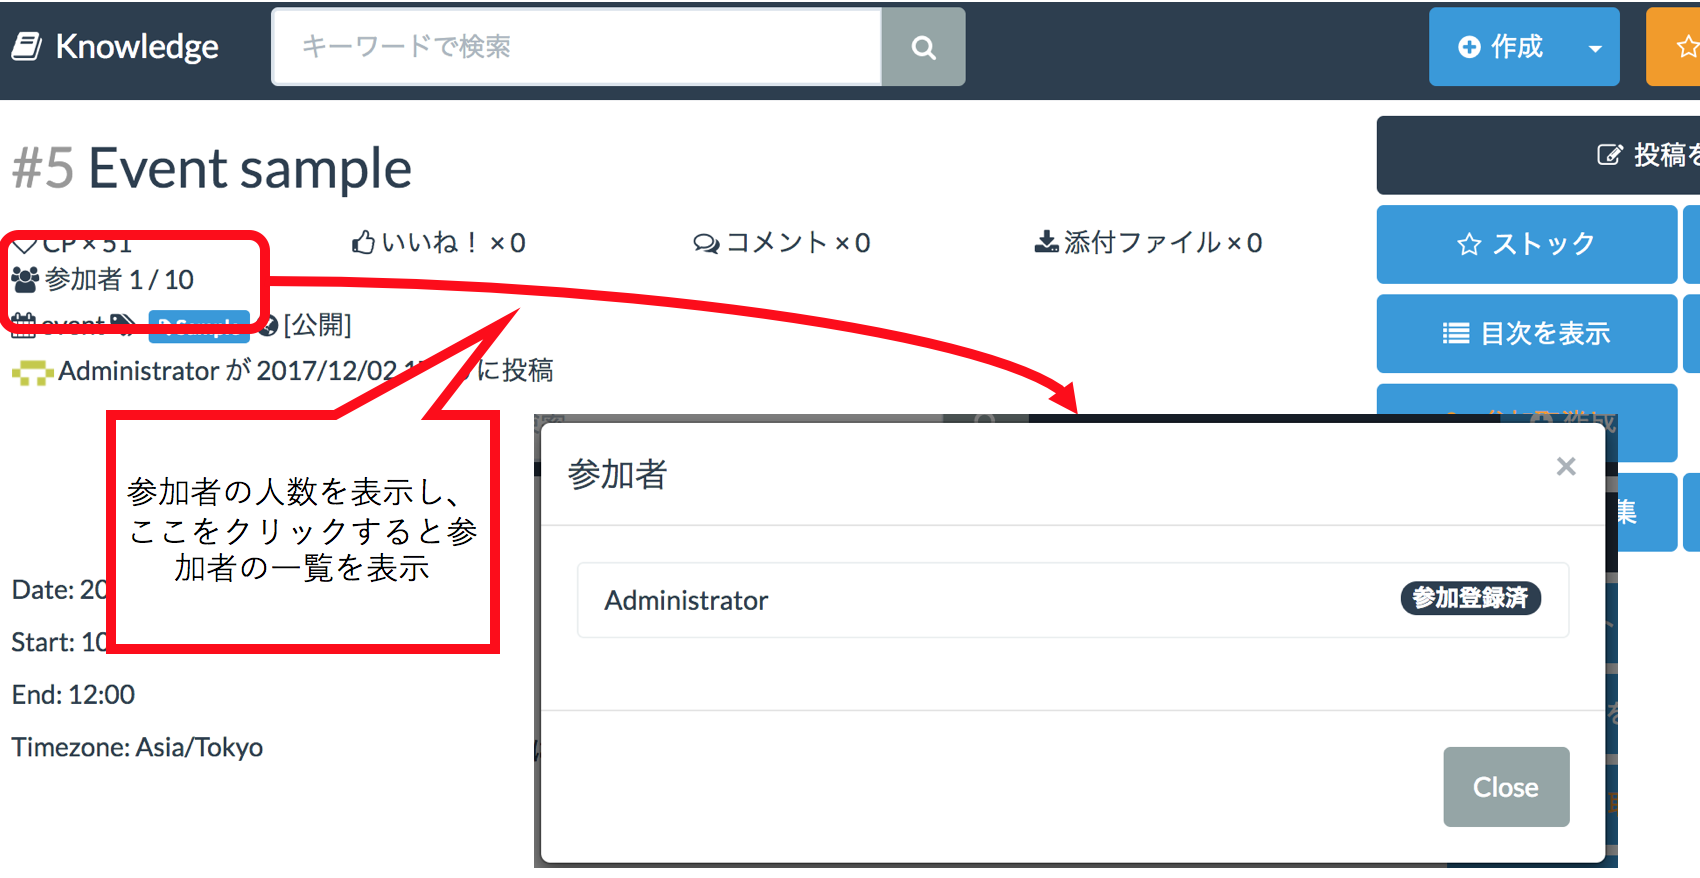 Knowledge
キーワードで検索
作成
#5 Event sample
投稿を
CP × 51
いいね！ × 0
コメント × 0
添付ファイル × 0
ストック
参加者 1 / 10
event
Sample
[公開]
目次を表示
Administrator が 2017/12/02
に投稿
参加者の人数を表示し、
ここをクリックすると参
加者の一覧を表示
作成
参加者
×
集
Date: 20
Administrator
参加登録済
Start: 10
End: 12:00
Timezone: Asia/Tokyo
Close